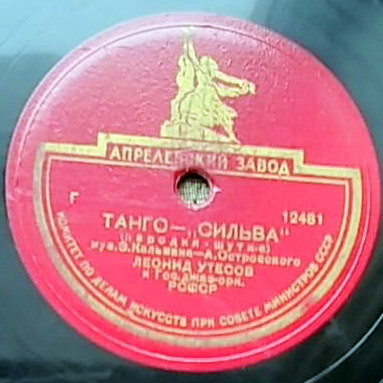 АПРЕЛЕВСКИЙ ЗАВОД
F
12481
ТАНГО—„СИЛЬВА"
(Пародия-шутка)
муз. Э. Кальмана—А. Островского
ЛЕОНИД УТЕСОВ
и Гос. джаз-орк.
РСФСР
КОМИТЕТ ПО ДЕЛАМ ИСКУССТВ ПРИ СОВЕТЕ МИНИСТРОВ СССР